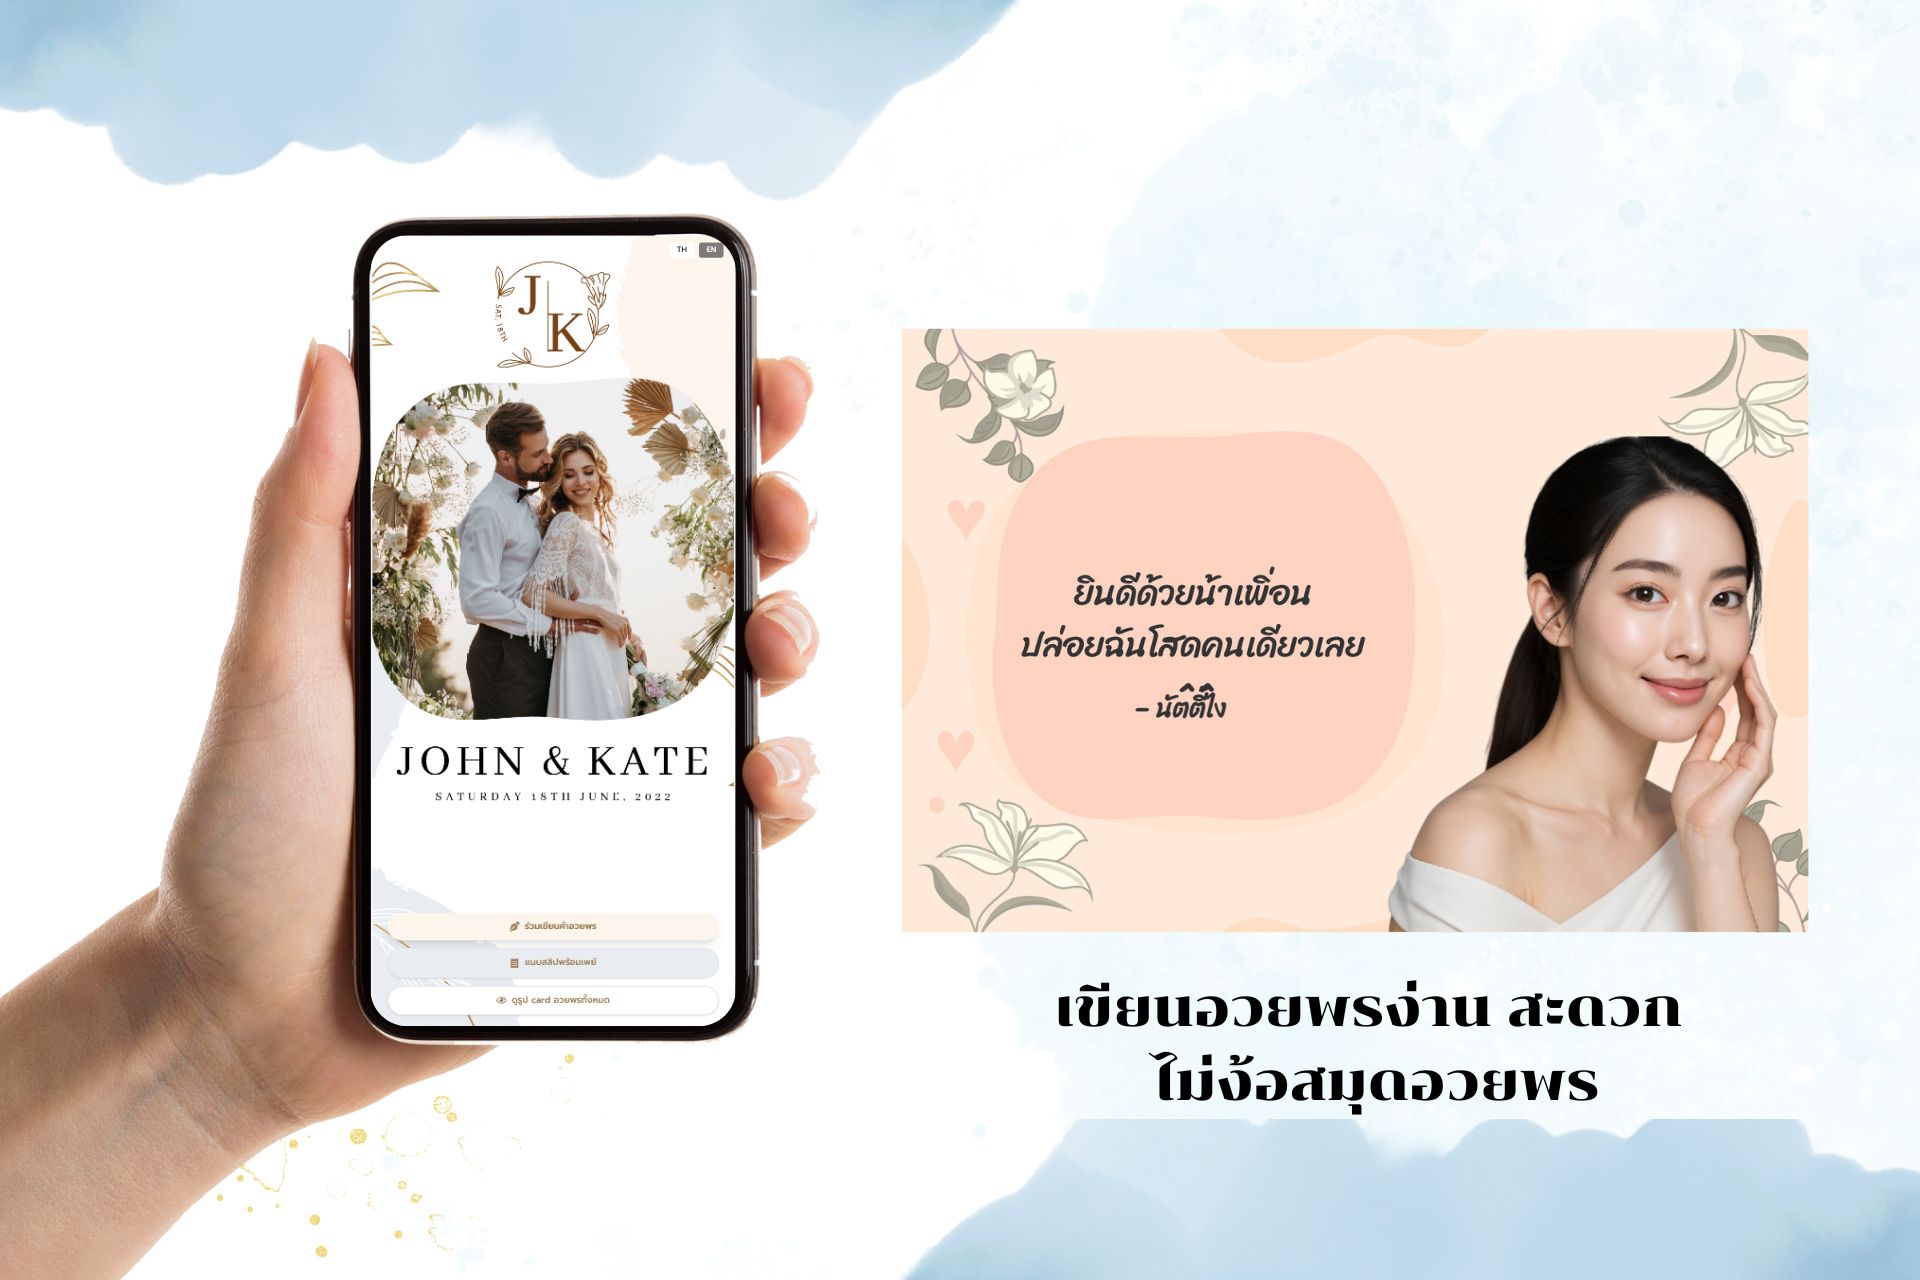 TH EN
J K
SAT, 18TH
JOHN & KATE
SATURDAY 18TH JUNE, 2022
ร่วมเขียนคำอวยพร
แนบสลิปพร้อมเพย์
ดูรูป card อวยพรทั้งหมด
ยินดีด้วยน้าเพื่อน
ปล่อยฉันโสดคนเดียวเลย
เขียนอวยพรง่าน สะดวก
ไม่ง้อสมุดอวยพร